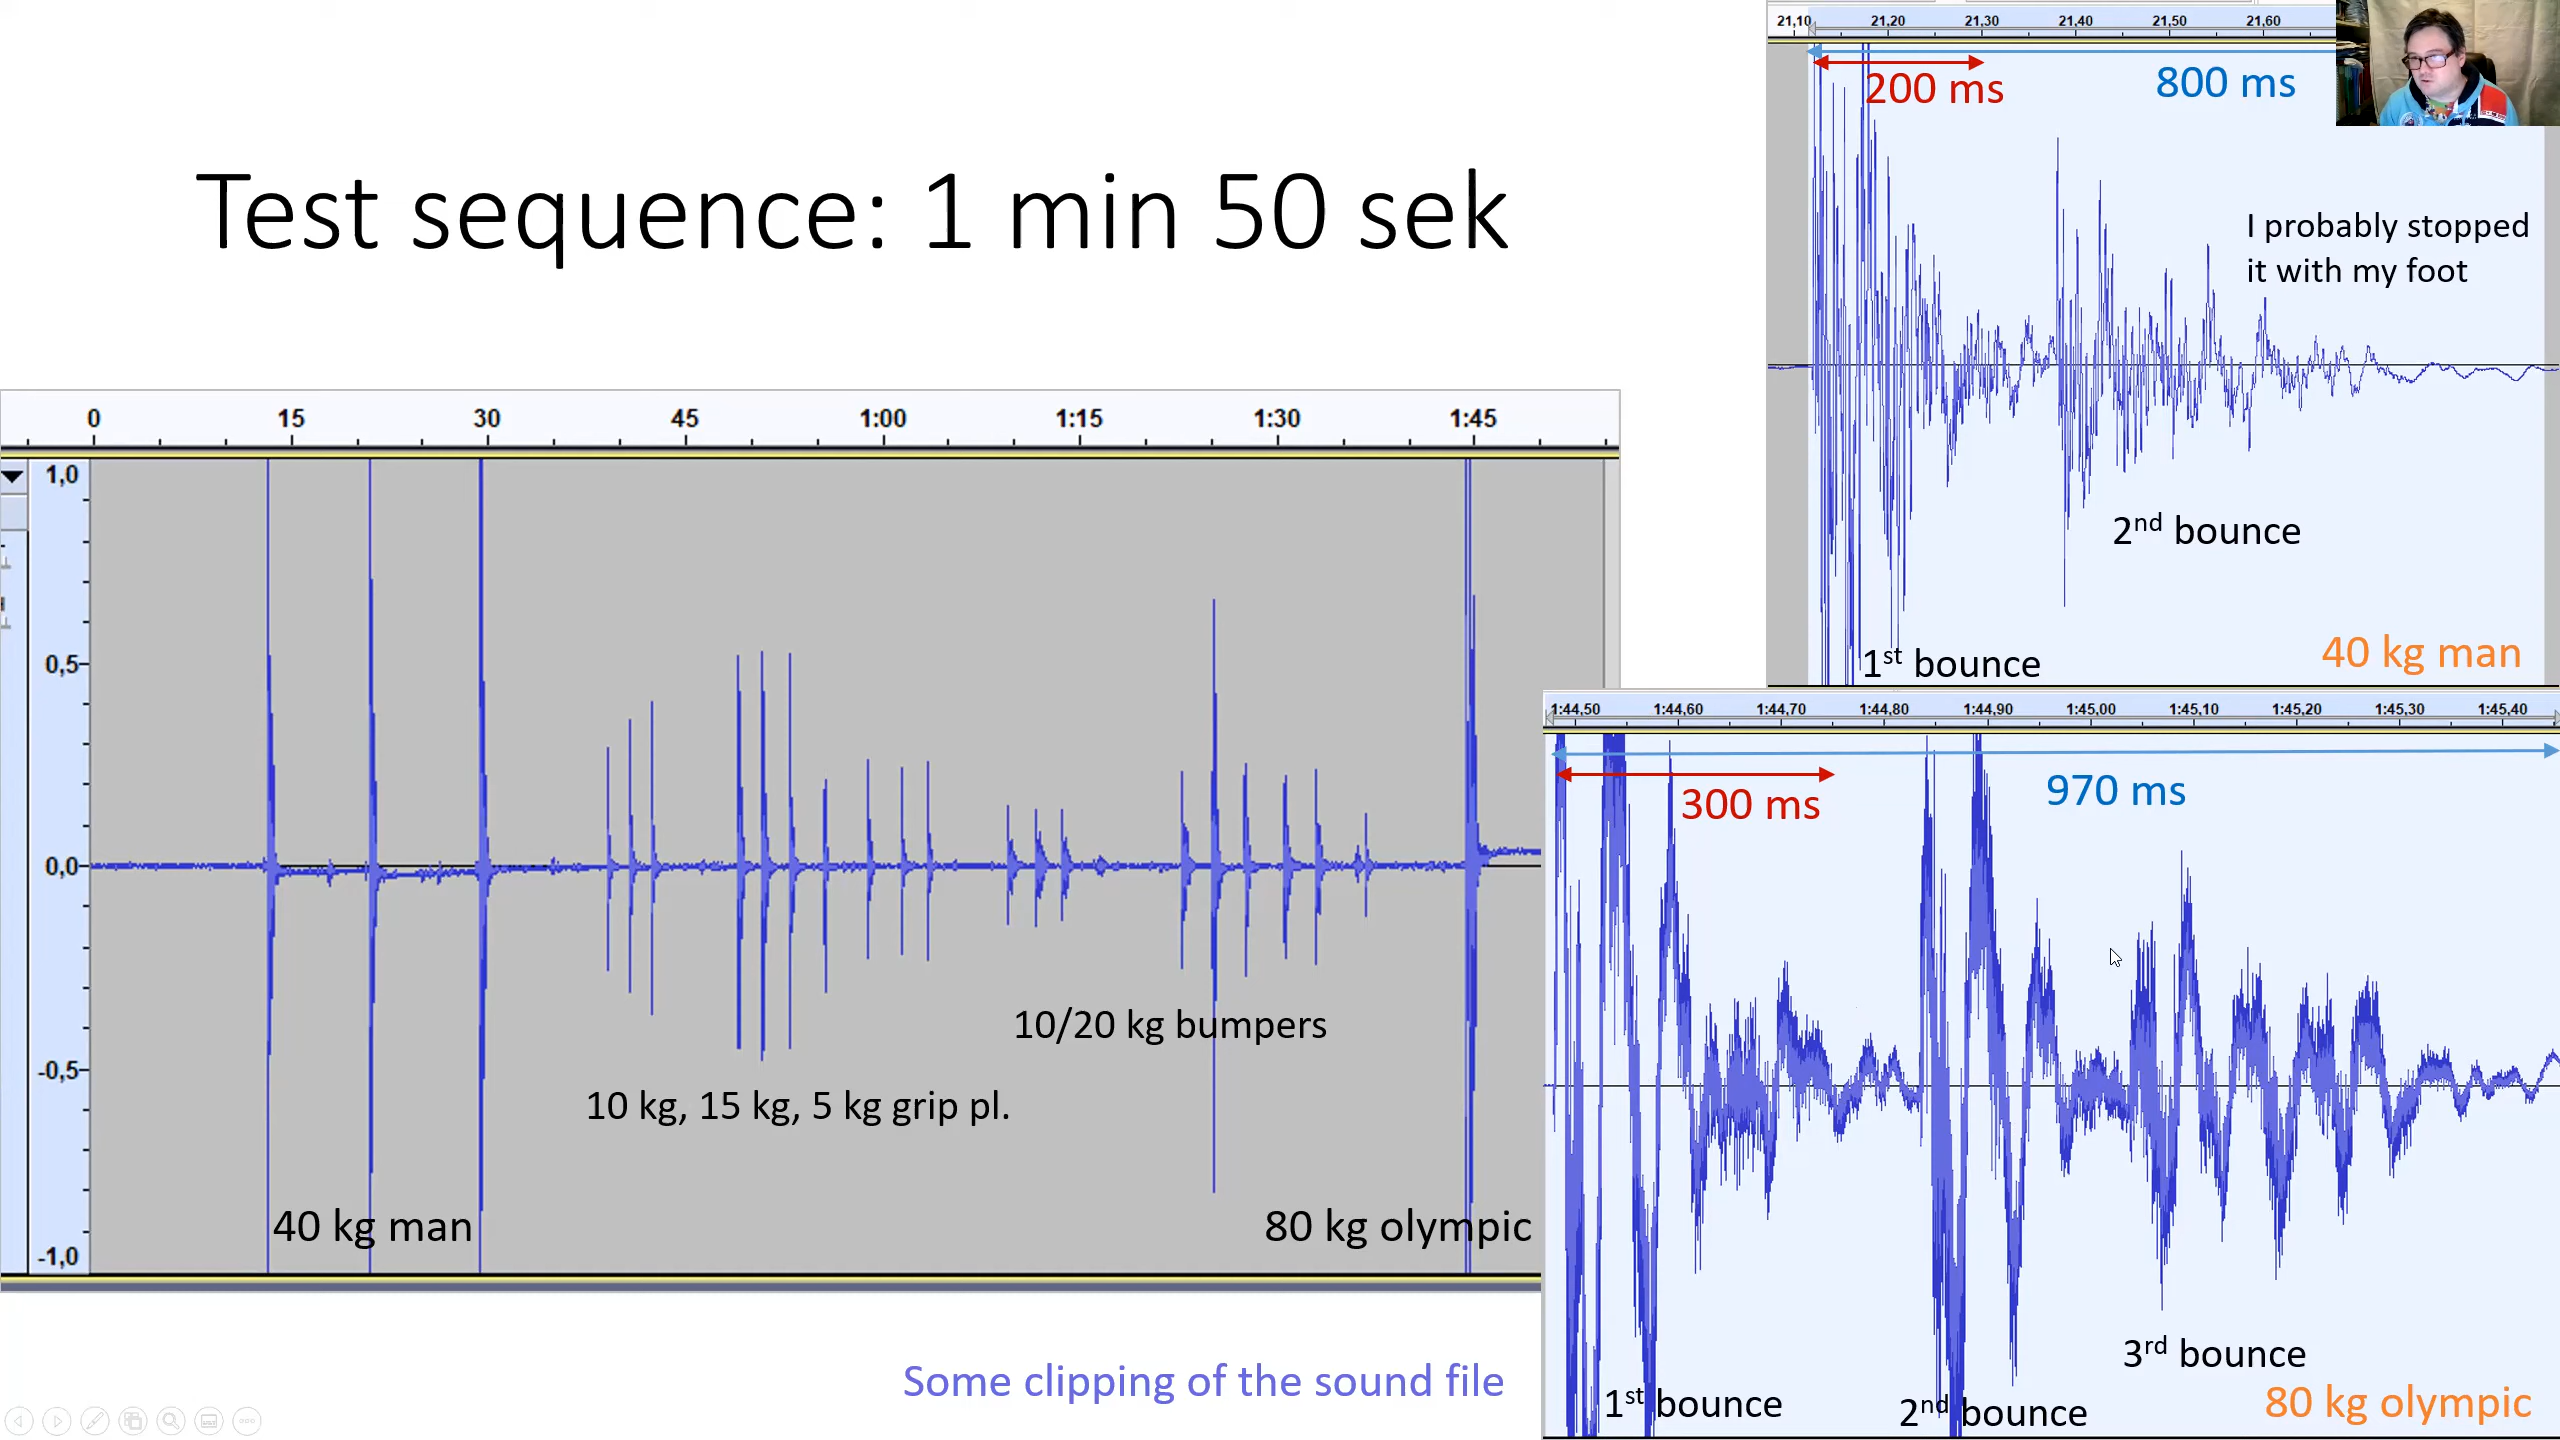 Test sequence: 1 min 50 sek
0 15 30 45 1:00 1:15 1:30 1:45
1,0
0,5
0,0
-0,5
-1,0
40 kg man
10 kg, 15 kg, 5 kg grip pl.
10/20 kg bumpers
80 kg olympic
Some clipping of the sound file
21,10 21,20 21,30 21,40 21,50 21,60
200 ms
800 ms
I probably stopped
it with my foot
2nd bounce
1st bounce
40 kg man
1:44,50 1:44,60 1:44,70 1:44,80 1:44,90 1:45,00 1:45,10 1:45,20 1:45,30 1:45,40
300 ms
970 ms
3rd bounce
1st bounce
2nd bounce
80 kg olympic